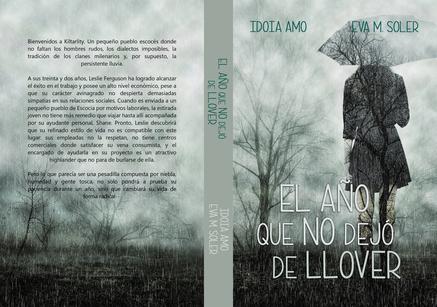 Bienvenidos a Kiltarlity. Un pequeño pueblo escocés donde
no faltan los hombres rudos, los dialectos imposibles, la
tradición de los clanes milenarios y, por supuesto, la
persistente lluvia.
A sus treinta y dos años, Leslie Ferguson ha logrado alcanzar
el éxito en el trabajo y posee un alto nivel económico, pese a
que su carácter avinagrado no despierta demasiadas
simpatías en sus relaciones sociales. Cuando es enviada a un
pequeño pueblo de Escocia por motivos laborales, la estirada
joven no tiene más remedio que viajar hasta allí acompañada
por su ayudante personal, Shane. Pronto, Leslie descubrirá
que su refinado estilo de vida no es compatible con este
lugar: sus empleados no la respetan, no tiene centros
comerciales donde satisfacer su vena consumista, y el
encargado de ayudarla en su proyecto es un atractivo
highlander que no para de burlarse de ella.
Pero lo que parecía ser una pesadilla compuesta por niebla,
humedad y gente tosca, no solo pondrá a prueba su
paciencia durante un año, sino que cambiará su vida de
forma radical
EL AÑO QUE NO DEJÓ
DE LLOVER
IDOIA AMO
EVA M SOLER
IDOIA AMO EVA M SOLER
EL AÑO
QUE NO DEJÓ
DE LLOVER